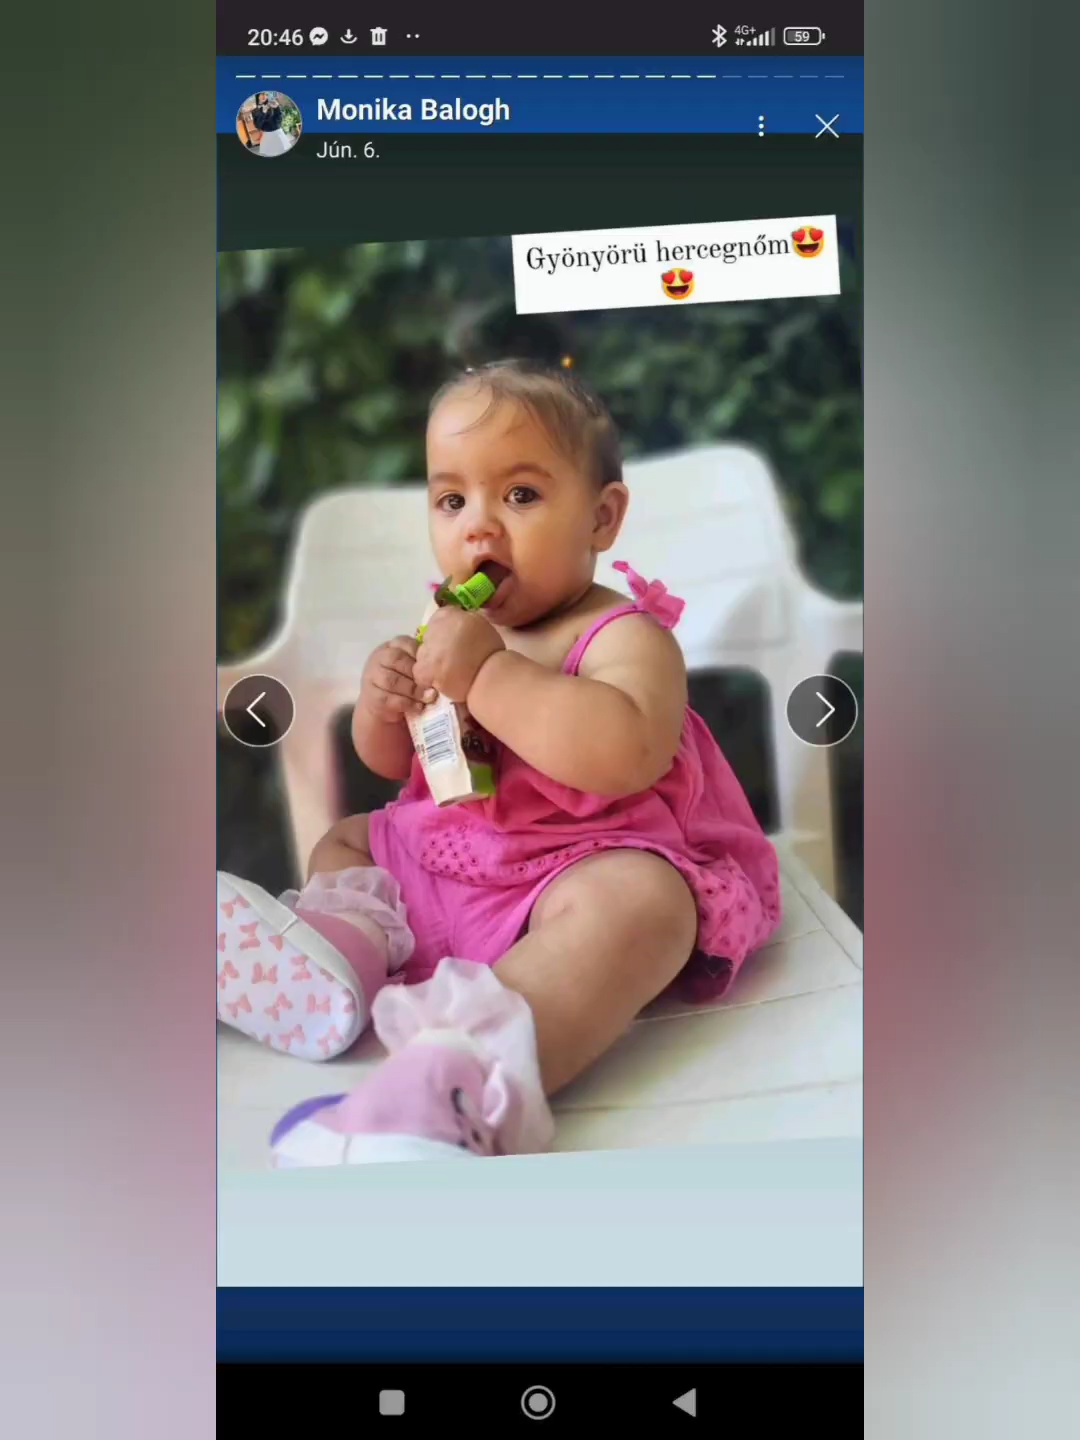 20:46
4G+
59
Monika Balogh
Jún. 6.
Gyönyörü hercegnőm😍
😍